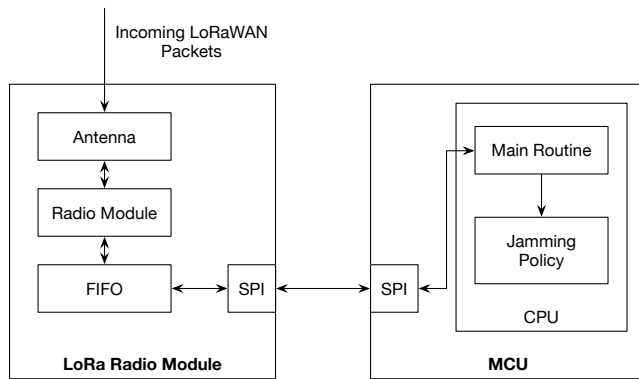 Incoming LoRaWAN
Packets
Antenna
Radio Module
FIFO
SPI
LoRa Radio Module
SPI
Main Routine
Jamming
Policy
CPU
MCU